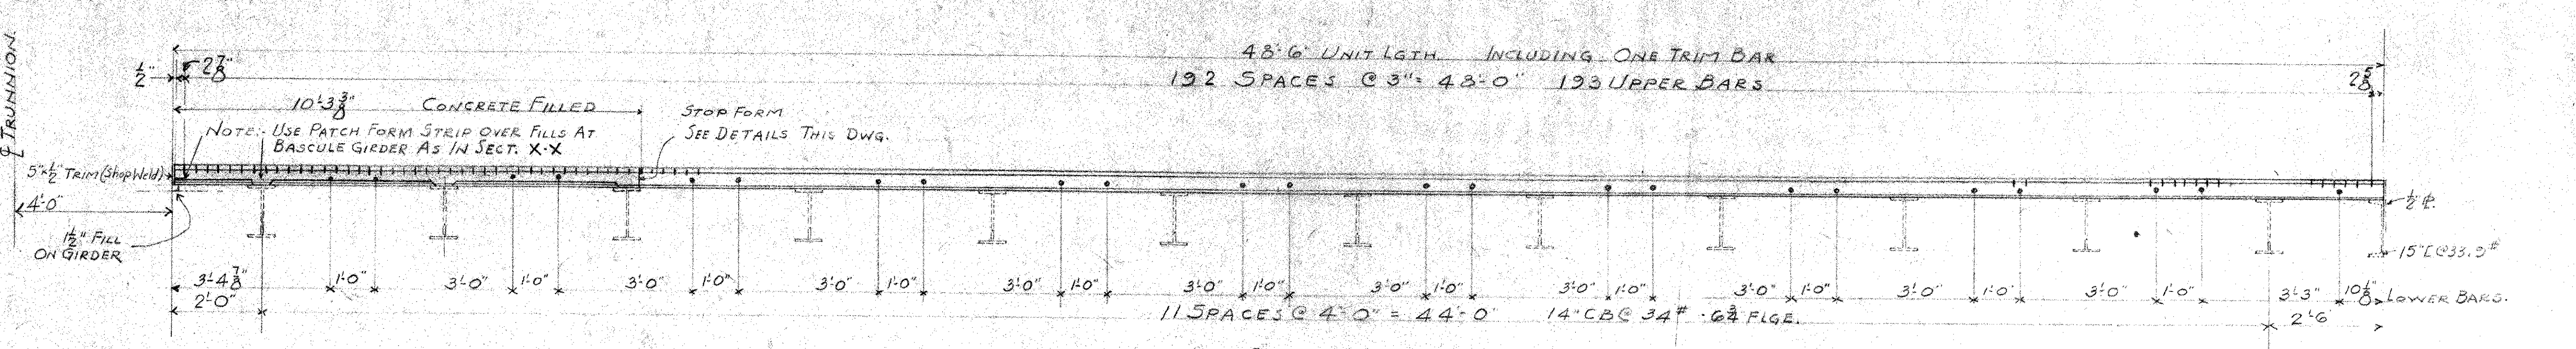 ℄ TRUNNION.
48'-6" UNIT LGTH. INCLUDING ONE TRIM BAR
192 SPACES @ 3" = 48'-0" 193 UPPER BARS
1/2"
2 7/8"
2 5/8"
10'-3 3/8" CONCRETE FILLED
STOP FORM
SEE DETAILS THIS DWG.
NOTE:- USE PATCH FORM STRIP OVER FILLS AT
BASCULE GIRDER AS IN SECT. X-X
5"x1/2" TRIM (Shop Weld)
4'-0"
1 1/2" FILL
ON GIRDER
1/2" ℄.
15"[@33.9#
3'-4 7/8" 1'-0" 3'-0" 1'-0" 3'-0" 1'-0" 3'-0" 1'-0" 3'-0" 1'-0" 3'-0" 1'-0" 3'-0" 1'-0" 3'-0" 1'-0" 3'-0" 1'-0" 3'-0" 1'-0" 3'-0" 1'-0" 3'-3" 10 1/8" LOWER BARS.
2'-0" 11 SPACES @ 4'-0" = 44'-0" 14" CB @ 34# - 6 3/4 FLGE. 2'-6"